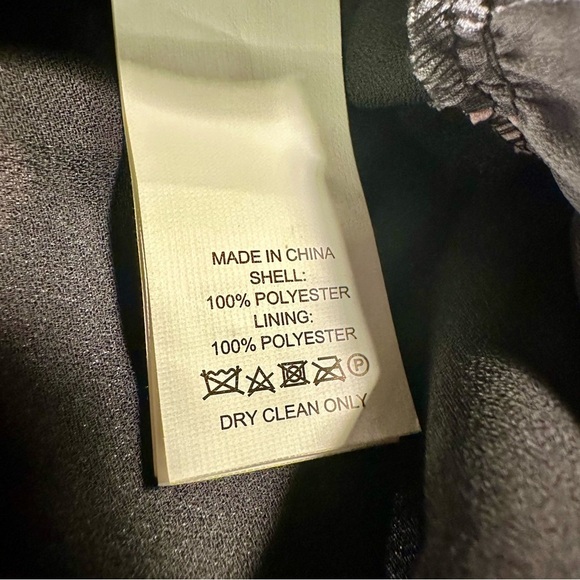 MADE IN CHINA
SHELL:
100% POLYESTER
LINING:
100% POLYESTER
P
DRY CLEAN ONLY